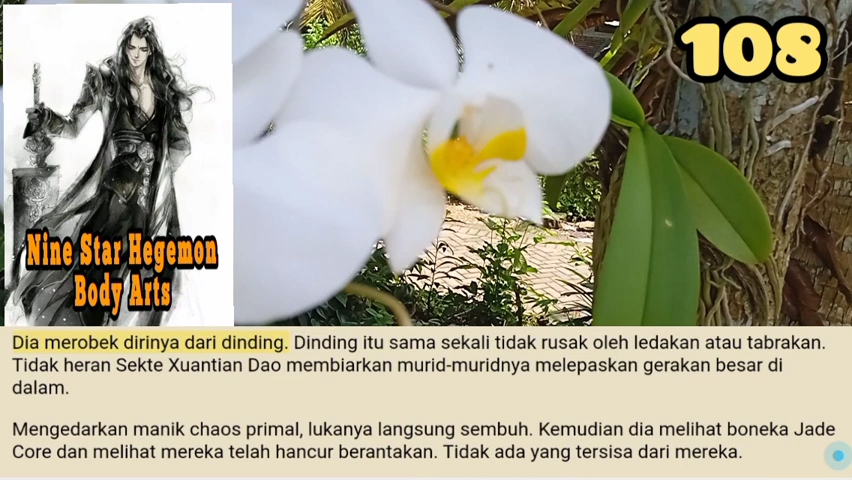 108
Nine Star Hegemon
Body Arts
Dia merobek dirinya dari dinding. Dinding itu sama sekali tidak rusak oleh ledakan atau tabrakan.
Tidak heran Sekte Xuantian Dao membiarkan murid-muridnya melepaskan gerakan besar di
dalam.
Mengedarkan manik chaos primal, lukanya langsung sembuh. Kemudian dia melihat boneka Jade
Core dan melihat mereka telah hancur berantakan. Tidak ada yang tersisa dari mereka.